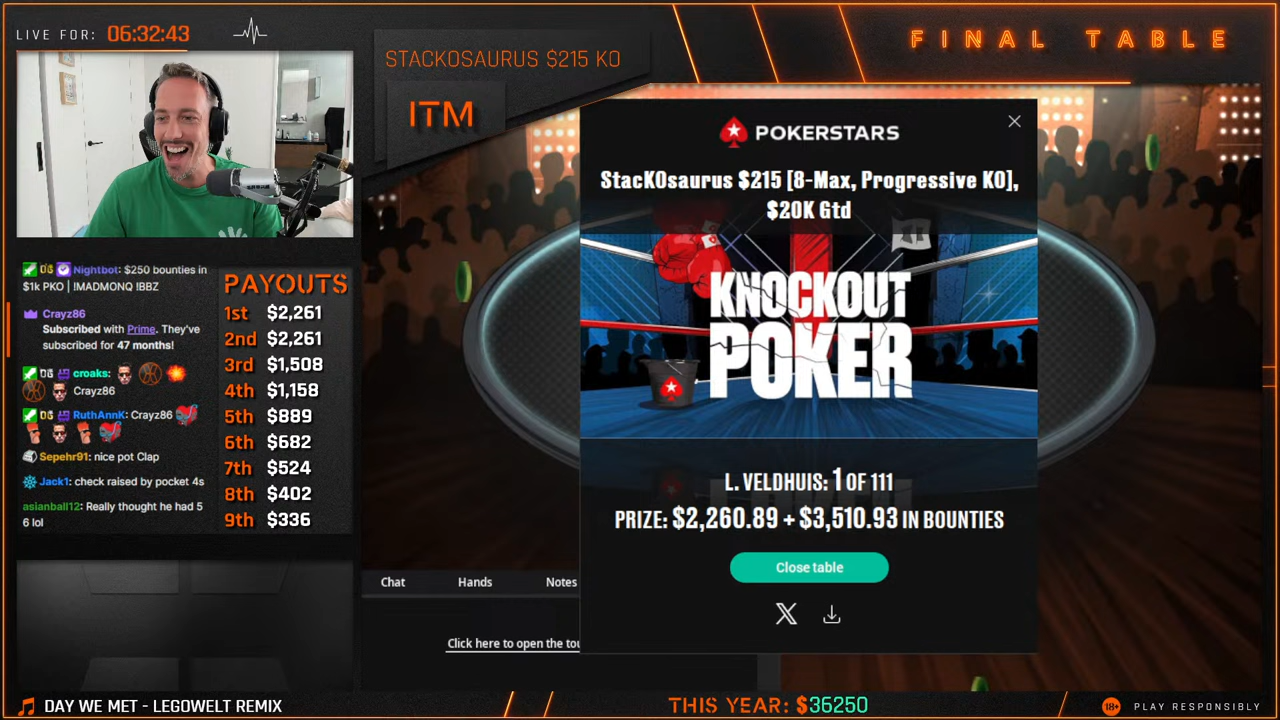 LIVE FOR: 06:32:43
STACKOSAURUS $215 KO
ITM
FINAL TABLE
POKERSTARS
StacKOsaurus $215 [8-Max, Progressive KO],
$20K Gtd
KNOCKOUT
POKER
L. VELDHUIS: 1 OF 111
PRIZE: $2,260.89 + $3,510.93 IN BOUNTIES
Close table
Nightbot: $250 bounties in
$1k PKO | !MADMONQ !BBZ
Crayz86
Subscribed with Prime. They've
subscribed for 47 months!
croaks:
Crayz86
RuthAnnK: Crayz86
Sepehr91: nice pot Clap
Jack1: check raised by pocket 4s
asianball12: Really thought he had 5
6 lol
PAYOUTS
1st $2,261
2nd $2,261
3rd $1,508
4th $1,158
5th $889
6th $682
7th $524
8th $402
9th $336
Chat Hands Notes
Click here to open the tou
DAY WE MET - LEGOWELT REMIX
THIS YEAR: $36250
18+ PLAY RESPONSIBLY